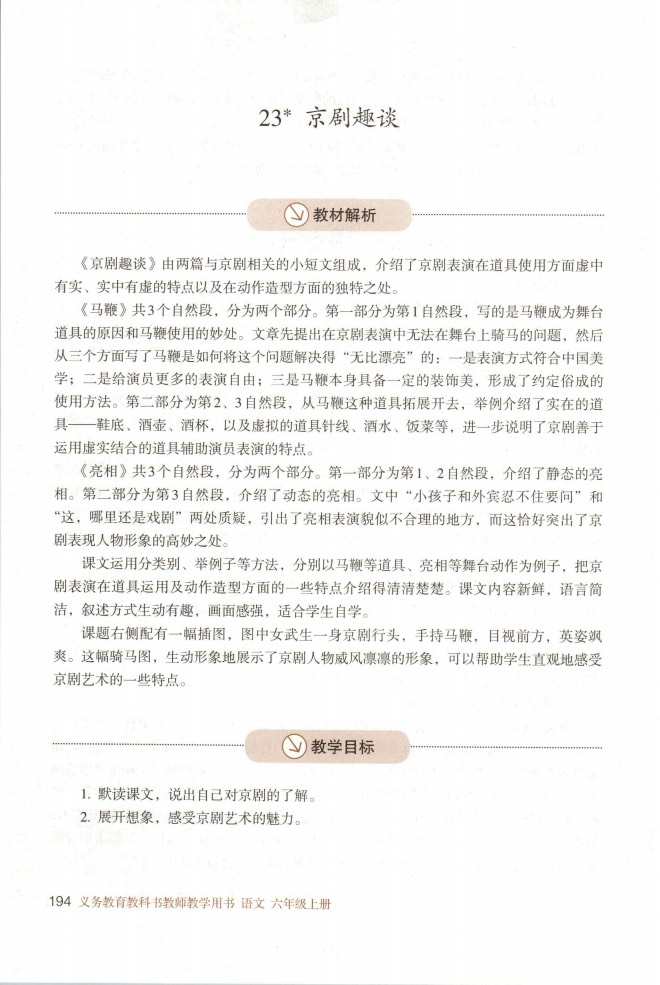 23* 京剧趣谈
教材解析
《京剧趣谈》由两篇与京剧相关的小短文组成，介绍了京剧表演在道具使用方面虚中
有实、实中有虚的特点以及在动作造型方面的独特之处。
《马鞭》共3个自然段，分为两个部分。第一部分为第1自然段，写的是马鞭成为舞台
道具的原因和马鞭使用的妙处。文章先提出在京剧表演中无法在舞台上骑马的问题，然后
从三个方面写了马鞭是如何将这个问题解决得“无比漂亮”的：一是表演方式符合中国美
学；二是给演员更多的表演自由；三是马鞭本身具备一定的装饰美，形成了约定俗成的
使用方法。第二部分为第2、3自然段，从马鞭这种道具拓展开去，举例介绍了实在的道
具——鞋底、酒壶、酒杯，以及虚拟的道具针线、酒水、饭菜等，进一步说明了京剧善于
运用虚实结合的道具辅助演员表演的特点。
《亮相》共3个自然段，分为两个部分。第一部分为第1、2自然段，介绍了静态的亮
相。第二部分为第3自然段，介绍了动态的亮相。文中“小孩子和外宾忍不住要问”和
“这，哪里还是戏剧”两处质疑，引出了亮相表演貌似不合理的地方，而这恰好突出了京
剧表现人物形象的高妙之处。
课文运用分类别、举例子等方法，分别以马鞭等道具、亮相等舞台动作为例子，把京
剧表演在道具运用及动作造型方面的一些特点介绍得清清楚楚。课文内容新鲜，语言简
洁，叙述方式生动有趣，画面感强，适合学生自学。
课题右侧配有一幅插图，图中女武生一身京剧行头，手持马鞭，目视前方，英姿飒
爽。这幅骑马图，生动形象地展示了京剧人物威风凛凛的形象，可以帮助学生直观地感受
京剧艺术的一些特点。
教学目标
1. 默读课文，说出自己对京剧的了解。
2. 展开想象，感受京剧艺术的魅力。
194 义务教育教科书教师教学用书 语文 六年级上册